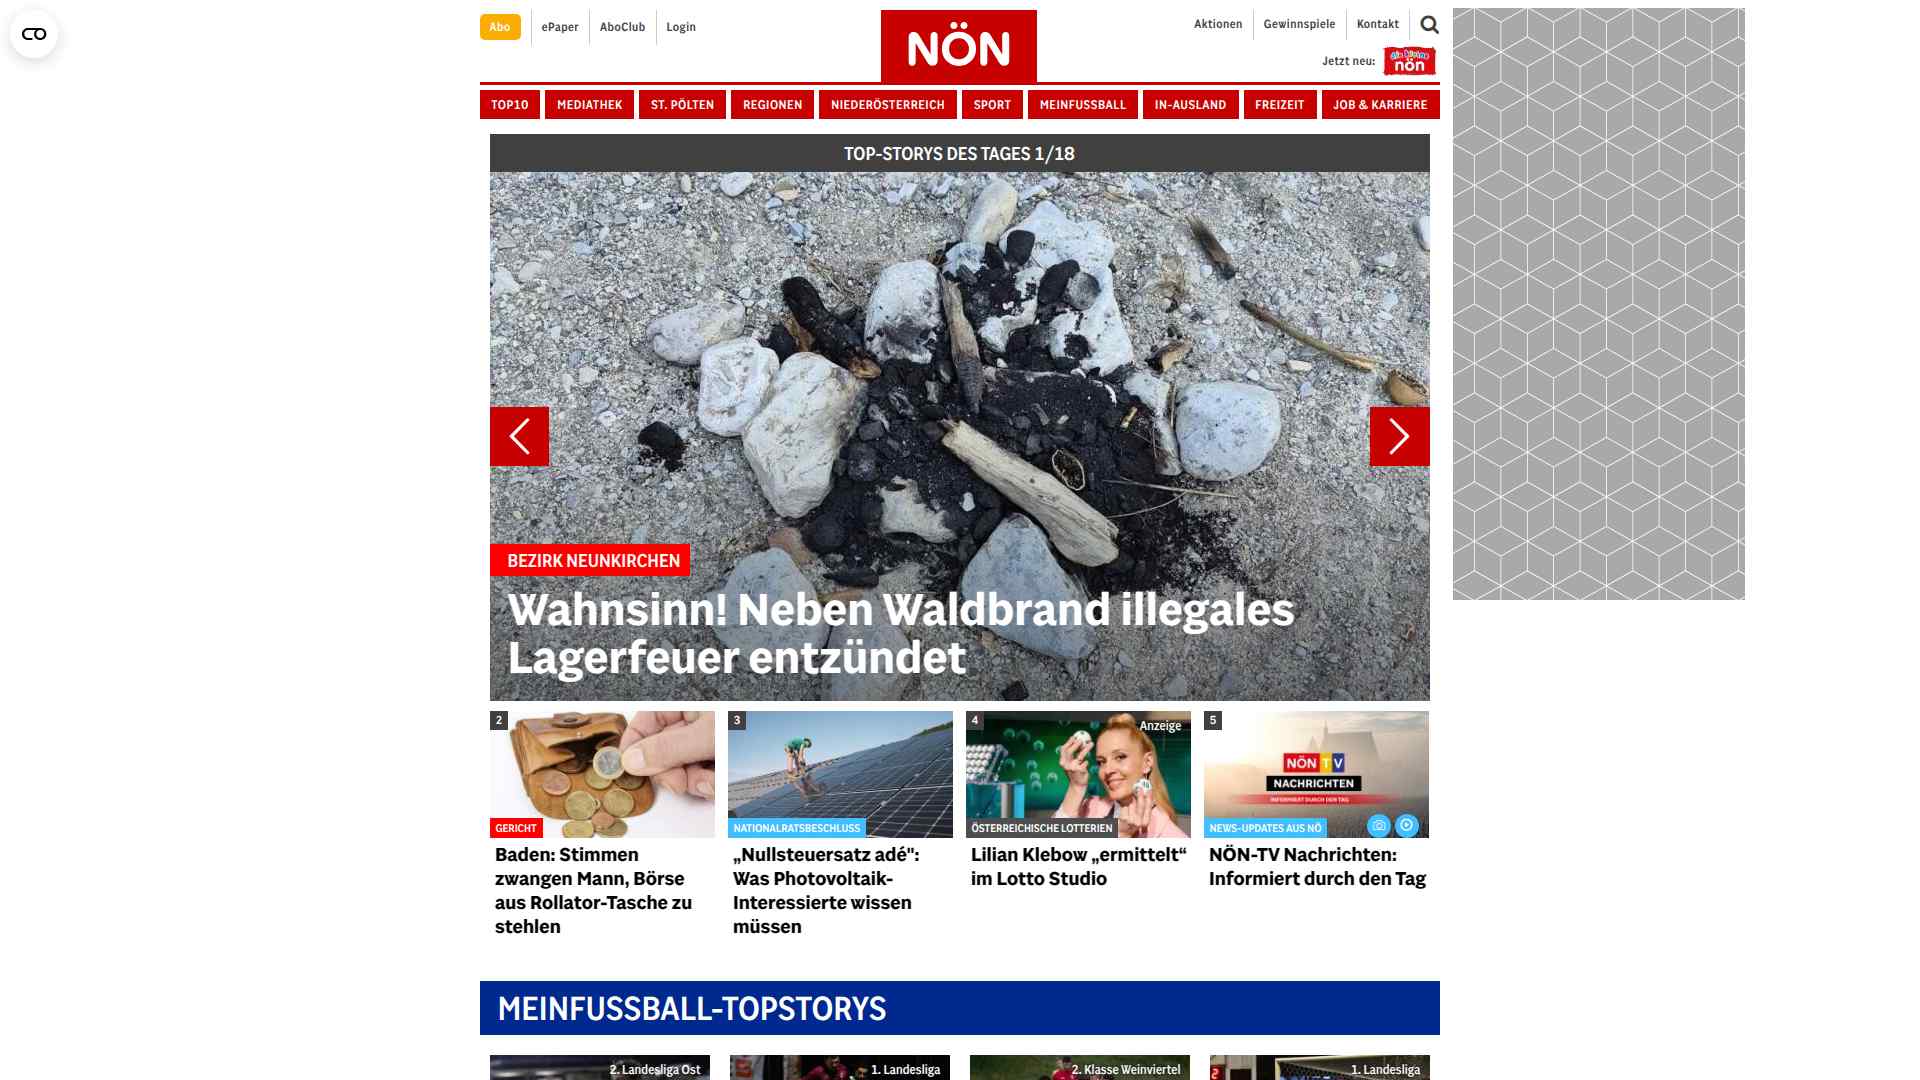 Abo
ePaper
AboClub
Login
NÖN
Aktionen
Gewinnspiele
Kontakt
Jetzt neu:
die kleine
nön
TOP10
MEDIATHEK
ST. PÖLTEN
REGIONEN
NIEDERÖSTERREICH
SPORT
MEINFUSSBALL
IN-AUSLAND
FREIZEIT
JOB & KARRIERE
TOP-STORYS DES TAGES 1/18
BEZIRK NEUNKIRCHEN
Wahnsinn! Neben Waldbrand illegales
Lagerfeuer entzündet
2
GERICHT
Baden: Stimmen
zwangen Mann, Börse
aus Rollator-Tasche zu
stehlen
3
NATIONALRATSBESCHLUSS
„Nullsteuersatz adé":
Was Photovoltaik-
Interessierte wissen
müssen
4
Anzeige
ÖSTERREICHISCHE LOTTERIEN
Lilian Klebow „ermittelt“
im Lotto Studio
5
NÖN TV
NACHRICHTEN
INFORMIERT DURCH DEN TAG
NEWS-UPDATES AUS NÖ
NÖN-TV Nachrichten:
Informiert durch den Tag
MEINFUSSBALL-TOPSTORYS
2. Landesliga Ost
1. Landesliga
2. Klasse Weinviertel
1. Landesliga